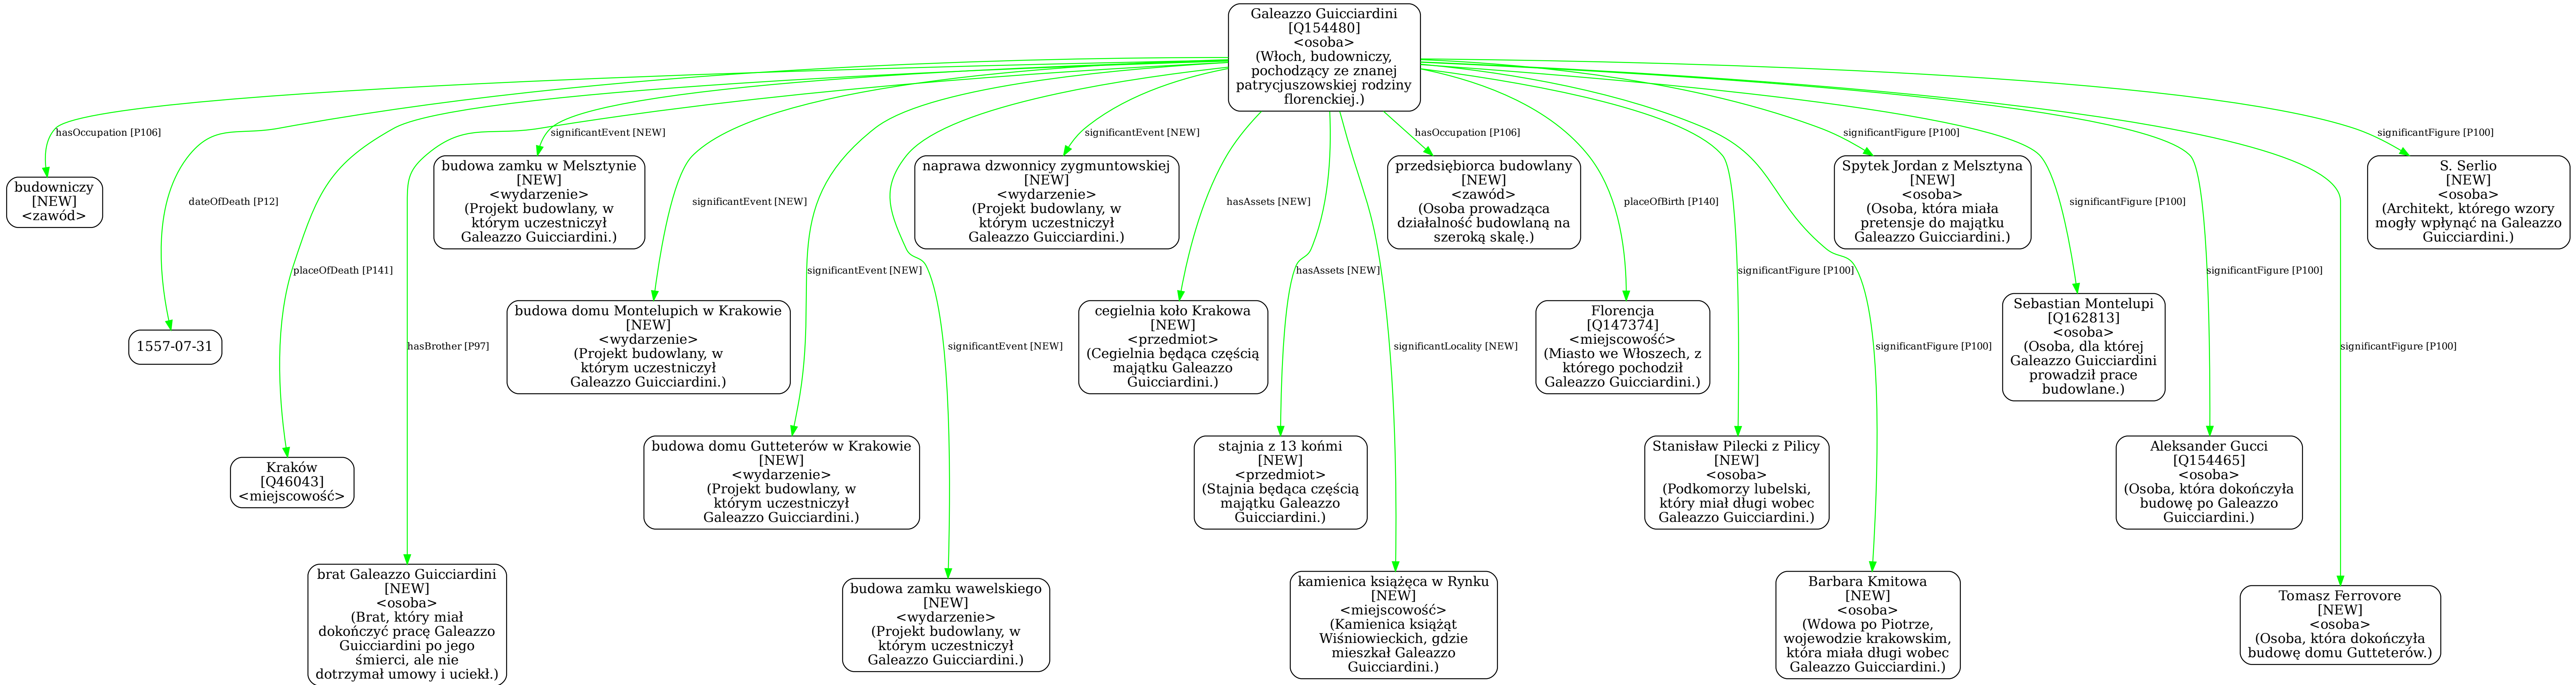 Galeazzo Guicciardini
[Q154480]
<osoba>
(Włoch, budowniczy,
pochodzący ze znanej
patrycjuszowskiej rodziny
florenckiej.)
hasOccupation [P106]
significantEvent [NEW]
significantEvent [NEW]
hasOccupation [P106]
significantFigure [P100]
significantFigure [P100]
budowniczy
[NEW]
<zawód>
budowa zamku w Melsztynie
[NEW]
<wydarzenie>
(Projekt budowlany, w
którym uczestniczył
Galeazzo Guicciardini.)
naprawa dzwonnicy zygmuntowskiej
[NEW]
<wydarzenie>
(Projekt budowlany, w
którym uczestniczył
Galeazzo Guicciardini.)
przedsiębiorca budowlany
[NEW]
<zawód>
(Osoba prowadząca
działalność budowlaną na
szeroką skalę.)
Spytek Jordan z Melsztyna
[NEW]
<osoba>
(Osoba, która miała
pretensje do majątku
Galeazzo Guicciardini.)
S. Serlio
[NEW]
<osoba>
(Architekt, którego wzory
mogły wpłynąć na Galeazzo
Guicciardini.)
dateOfDeath [P12]
significantEvent [NEW]
hasAssets [NEW]
placeOfBirth [P140]
significantFigure [P100]
placeOfDeath [P141]
significantEvent [NEW]
hasAssets [NEW]
significantFigure [P100]
significantFigure [P100]
1557-07-31
budowa domu Montelupich w Krakowie
[NEW]
<wydarzenie>
(Projekt budowlany, w
którym uczestniczył
Galeazzo Guicciardini.)
cegielnia koło Krakowa
[NEW]
<przedmiot>
(Cegielnia będąca częścią
majątku Galeazzo
Guicciardini.)
Florencja
[Q147374]
<miejscowość>
(Miasto we Włoszech, z
którego pochodził
Galeazzo Guicciardini.)
Sebastian Montelupi
[Q162813]
<osoba>
(Osoba, dla której
Galeazzo Guicciardini
prowadził prace
budowlane.)
hasBrother [P97]
significantEvent [NEW]
significantLocality [NEW]
significantFigure [P100]
significantFigure [P100]
Kraków
[Q46043]
<miejscowość>
budowa domu Gutteterów w Krakowie
[NEW]
<wydarzenie>
(Projekt budowlany, w
którym uczestniczył
Galeazzo Guicciardini.)
stajnia z 13 końmi
[NEW]
<przedmiot>
(Stajnia będąca częścią
majątku Galeazzo
Guicciardini.)
Stanisław Pilecki z Pilicy
[NEW]
<osoba>
(Podkomorzy lubelski,
który miał długi wobec
Galeazzo Guicciardini.)
Aleksander Gucci
[Q154465]
<osoba>
(Osoba, która dokończyła
budowę po Galeazzo
Guicciardini.)
brat Galeazzo Guicciardini
[NEW]
<osoba>
(Brat, który miał
dokończyć pracę Galeazzo
Guicciardini po jego
śmierci, ale nie
dotrzymał umowy i uciekł.)
budowa zamku wawelskiego
[NEW]
<wydarzenie>
(Projekt budowlany, w
którym uczestniczył
Galeazzo Guicciardini.)
kamienica książęca w Rynku
[NEW]
<miejscowość>
(Kamienica książąt
Wiśniowieckich, gdzie
mieszkał Galeazzo
Guicciardini.)
Barbara Kmitowa
[NEW]
<osoba>
(Wdowa po Piotrze,
wojewodzie krakowskim,
która miała długi wobec
Galeazzo Guicciardini.)
Tomasz Ferrovore
[NEW]
<osoba>
(Osoba, która dokończyła
budowę domu Gutteterów.)